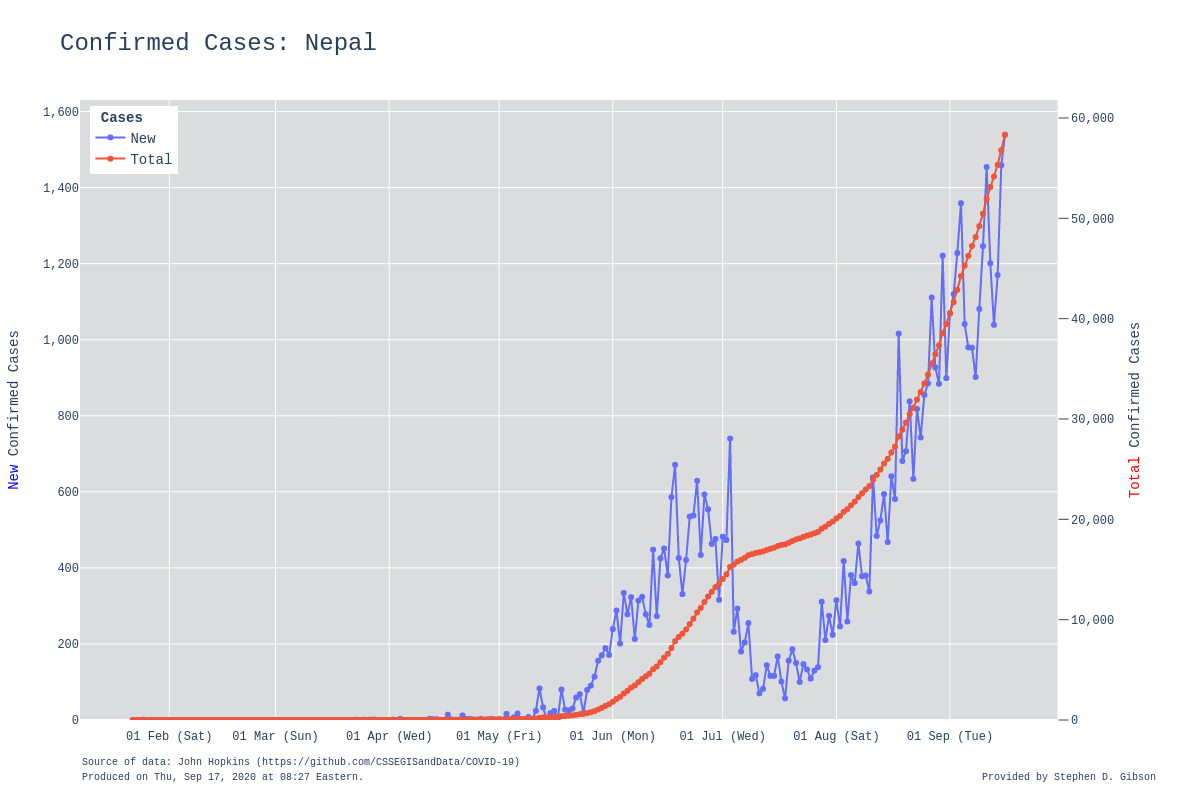 Confirmed Cases: Nepal
Cases
New
Total
1,600
1,400
1,200
1,000
800
600
400
200
0
60,000
50,000
40,000
30,000
20,000
10,000
0
New Confirmed Cases
Total Confirmed Cases
01 Feb (Sat) 01 Mar (Sun) 01 Apr (Wed) 01 May (Fri) 01 Jun (Mon) 01 Jul (Wed) 01 Aug (Sat) 01 Sep (Tue)
Source of data: John Hopkins (https://github.com/CSSEGISandData/COVID-19)
Produced on Thu, Sep 17, 2020 at 08:27 Eastern.
Provided by Stephen D. Gibson